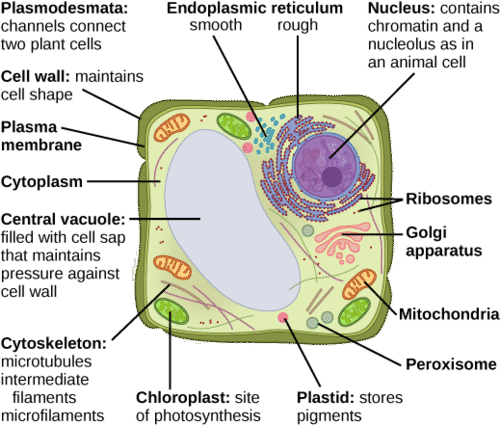 Plasmodesmata:
channels connect
two plant cells
Endoplasmic reticulum
smooth
rough
Nucleus: contains
chromatin and a
nucleolus as in
an animal cell
Cell wall: maintains
cell shape
Plasma
membrane
Cytoplasm
Central vacuole:
filled with cell sap
that maintains
pressure against
cell wall
Ribosomes
Golgi
apparatus
Mitochondria
Peroxisome
Cytoskeleton:
microtubules
intermediate
filaments
microfilaments
Chloroplast: site
of photosynthesis
Plastid: stores
pigments